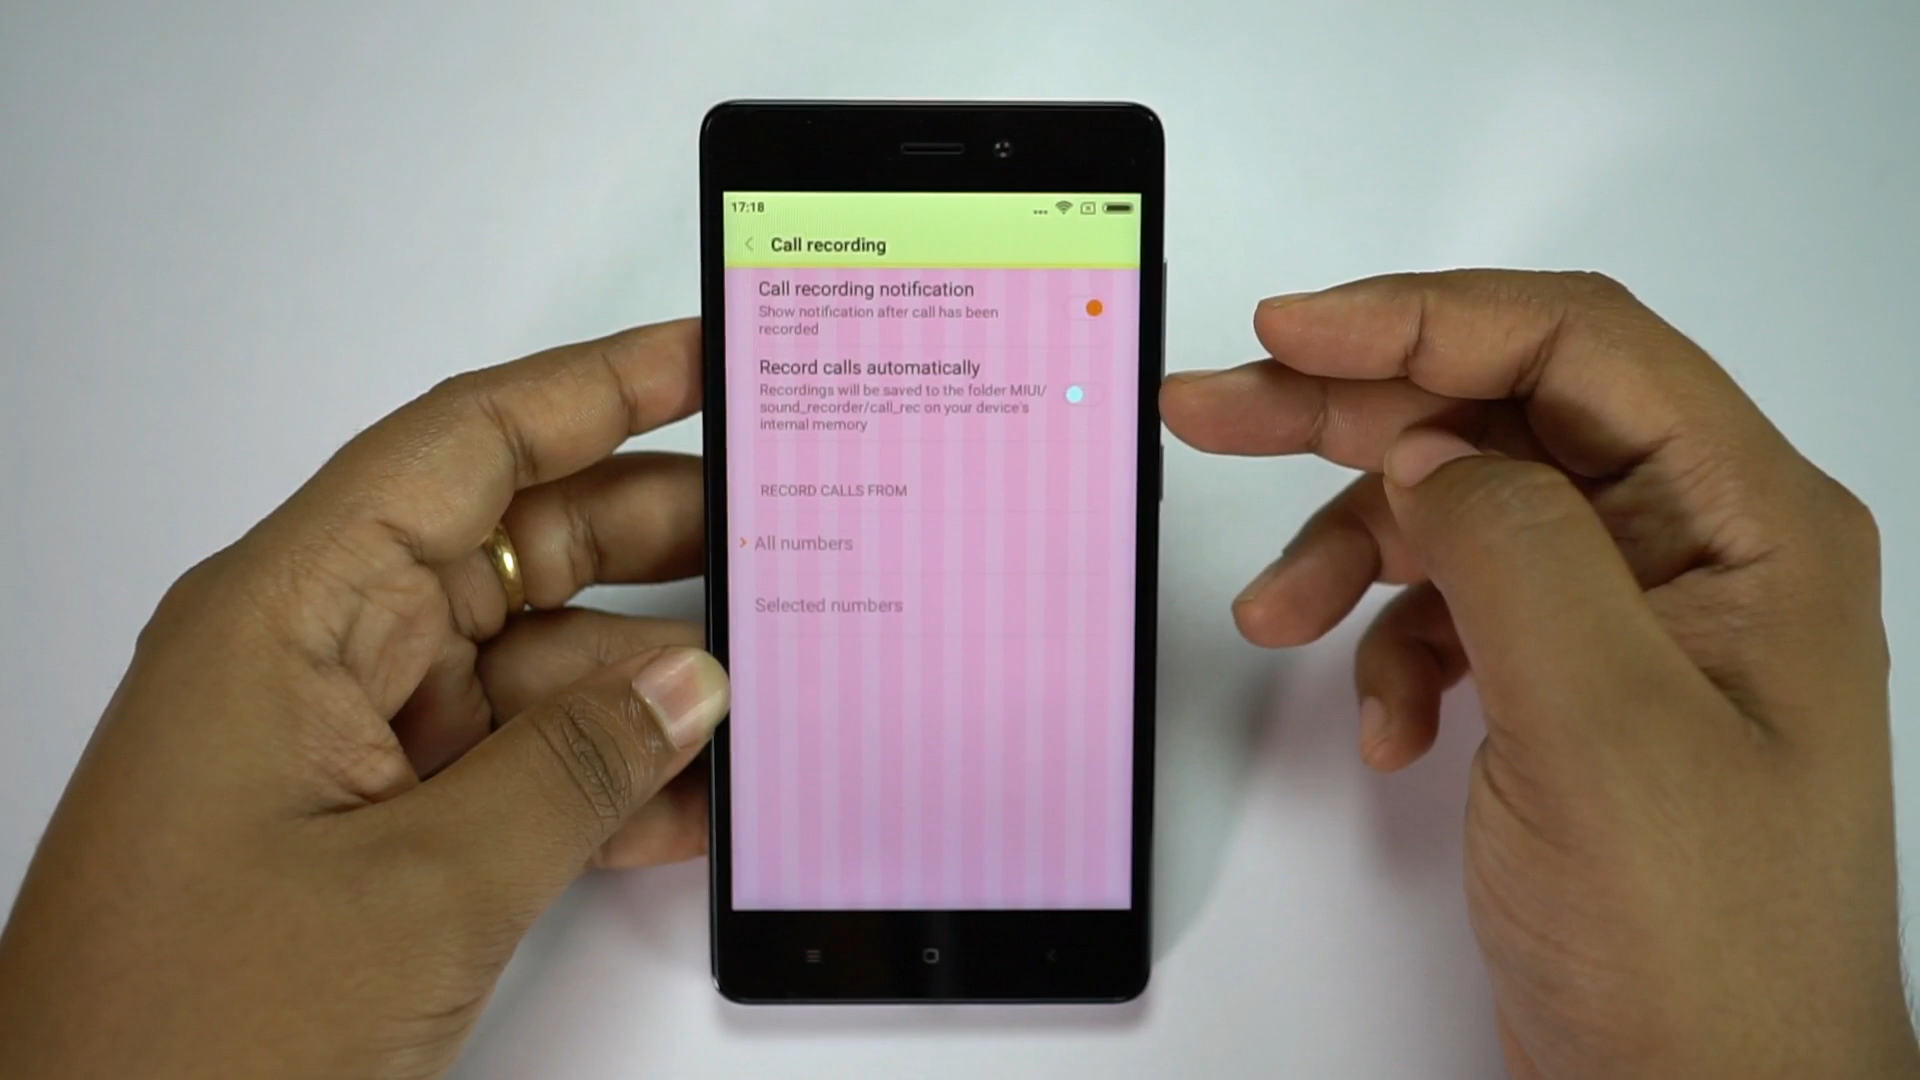 17:18
Call recording
Call recording notification
Show notification after call has been
recorded
Record calls automatically
Recordings will be saved to the folder MIUI/
sound_recorder/call_rec on your device's
internal memory
RECORD CALLS FROM
All numbers
Selected numbers